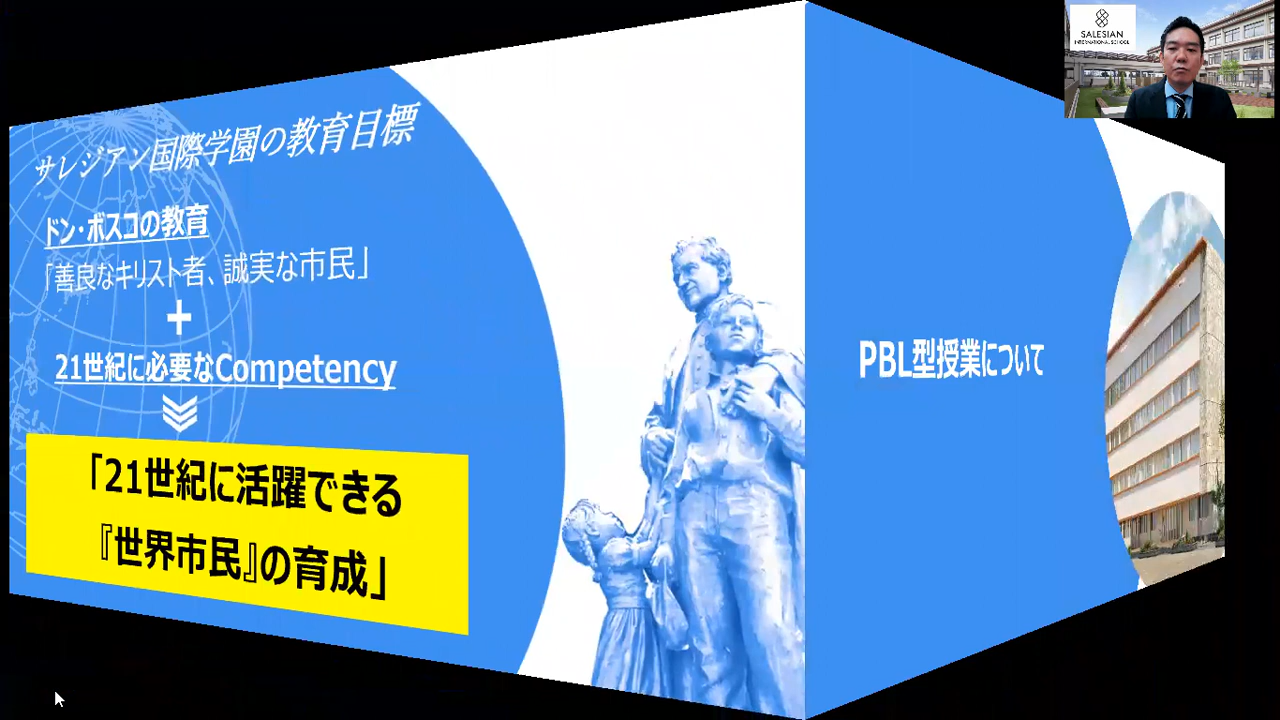 サレジアン国際学園の教育目標
ドン・ボスコの教育
「善良なキリスト者、誠実な市民」
+
21世紀に必要なCompetency
「21世紀に活躍できる
『世界市民』の育成」
PBL型授業について
SALESIAN
INTERNATIONAL SCHOOL